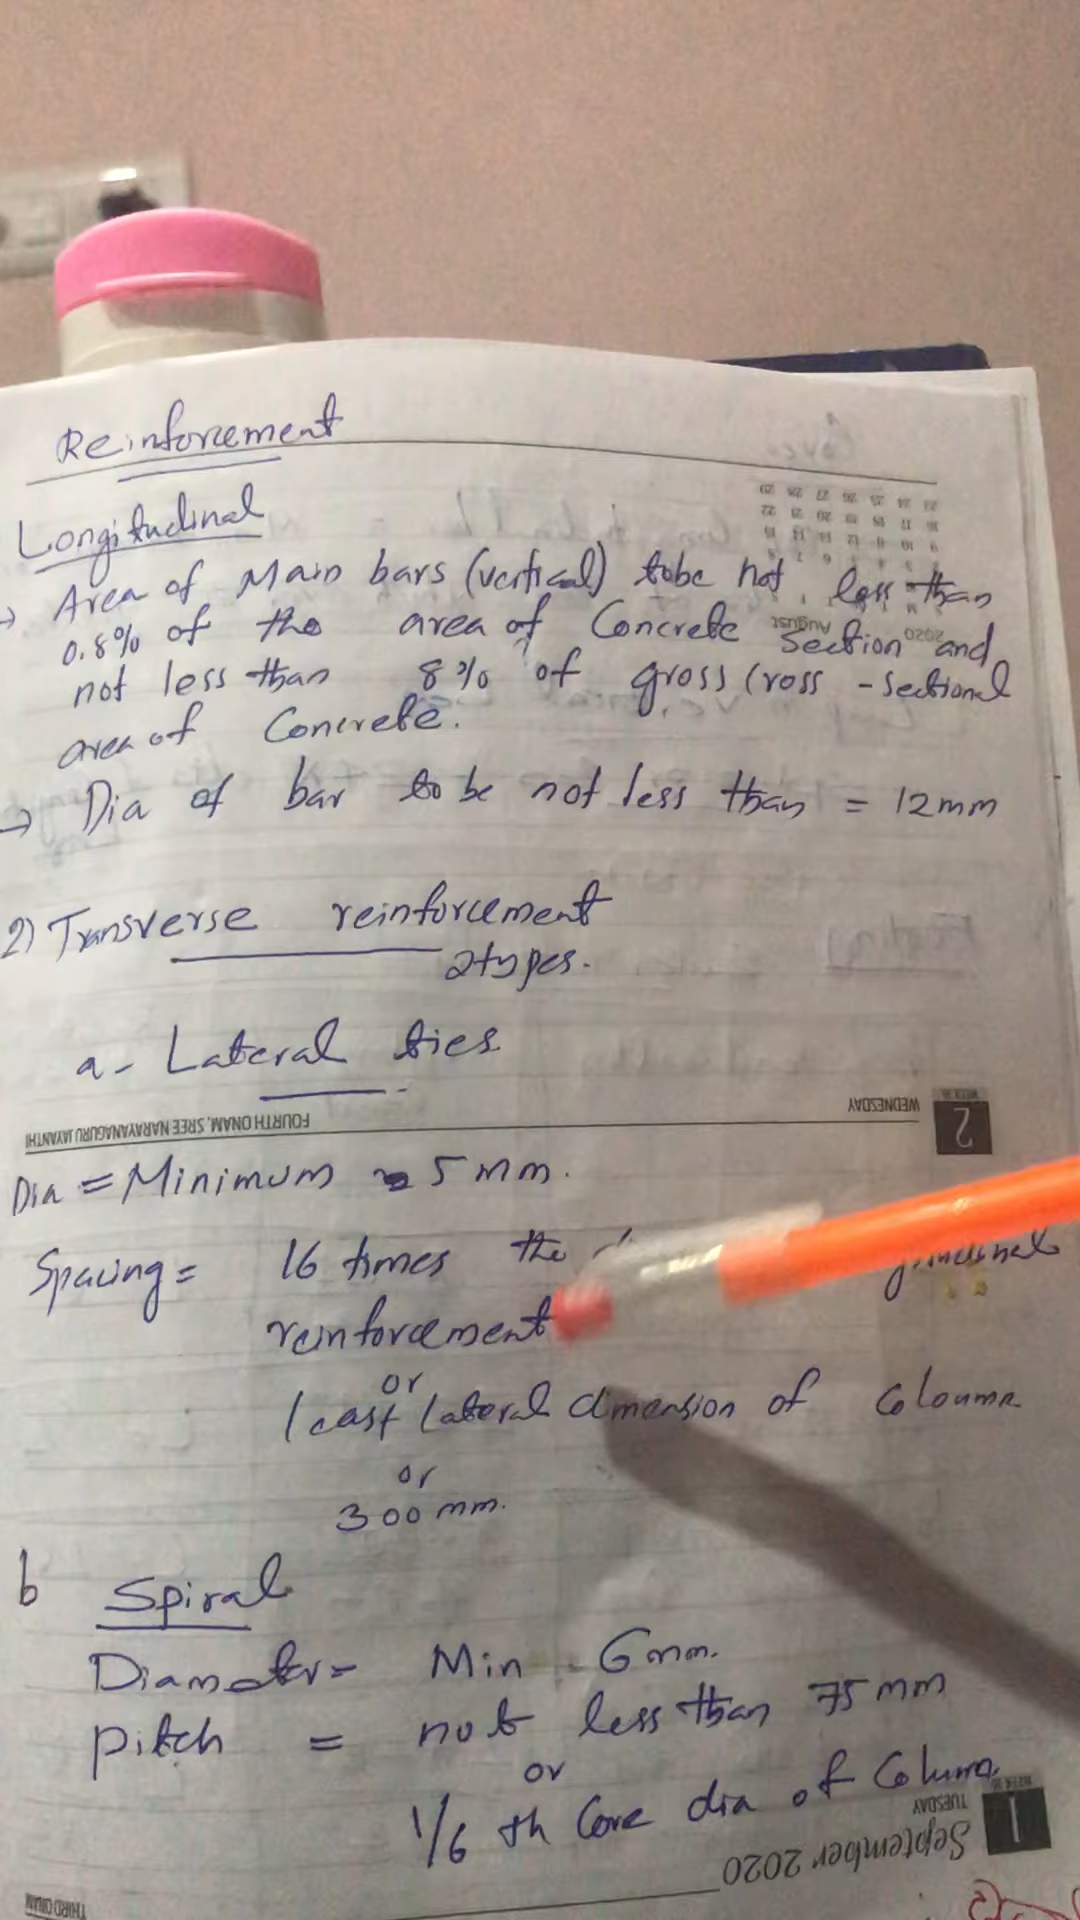 Reinforcement
Longitudinal
→ Area of Main bars (vertical) tobe not less than
0.8% of the area of Concrete section and
not less than 8% of gross cross-sectional
area of Concrete.
→ Dia of bar to be not less than = 12mm
2) Transverse reinforcement
2types.
a- Lateral ties
FOURTH ONAM, SREE NARAYANAGURU JAYANTHI
WEDNESDAY
2
Dia = Minimum 5mm.
Spacing = 16 times the
reinforcement
or
least lateral dimension of coloumn
or
300 mm.
b Spiral
Diameter = Min 6mm.
pitch = not less than 75mm
or
1/6 th Core dia of Column.
TUESDAY
1
September 2020
THIRD ONAM
August
2020